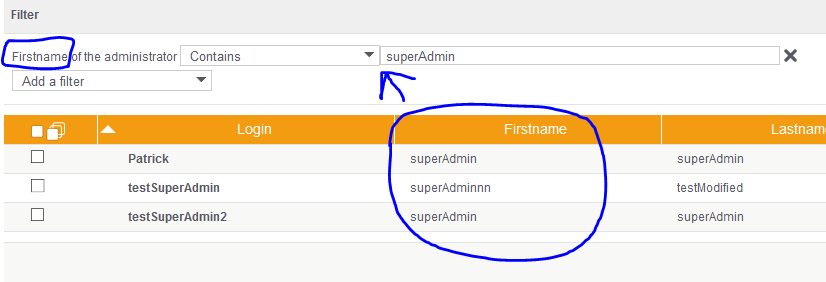 Filter
Firstname of the administrator Contains superAdmin
Add a filter
Login Firstname Lastname
Patrick superAdmin superAdmin
testSuperAdmin superAdminnn testModified
testSuperAdmin2 superAdmin superAdmin